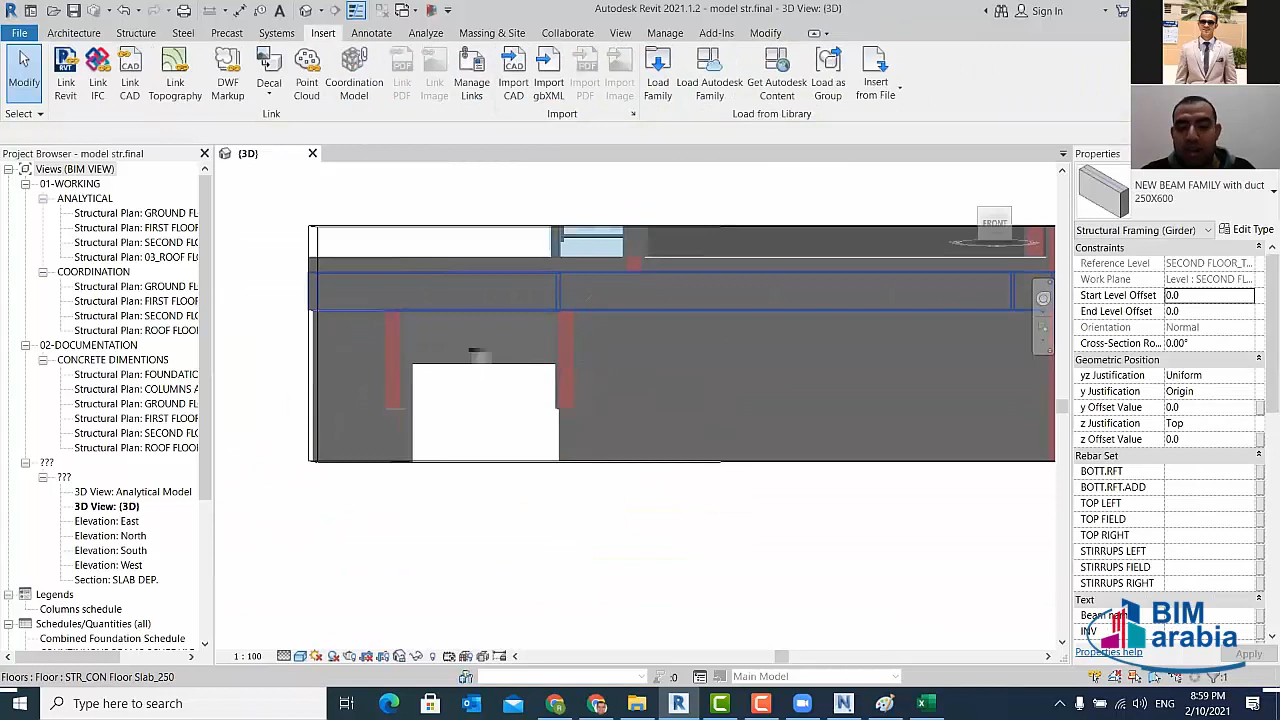 Autodesk Revit 2021.1.2 - model str.final - 3D View: {3D}
Sign In
File Architecture Structure Steel Precast Systems Insert Annotate Analyze Massing & Site Collaborate View Manage Add-Ins Modify
Modify
Link Revit
Link IFC
Link CAD
Link Topography
DWF Markup
Decal
Point Cloud
Coordination Model
Link PDF
Link Image
Manage Links
Import CAD
Import gbXML
Import PDF
Import Image
Load Family
Load Autodesk Family
Get Autodesk Content
Load as Group
Insert from File
Select Link Import Load from Library
Project Browser - model str.final
{3D}
Properties
Views (BIM VIEW)
01-WORKING
ANALYTICAL
Structural Plan: GROUND FL
Structural Plan: FIRST FLOOR
Structural Plan: SECOND FL
Structural Plan: 03_ROOF FL
COORDINATION
Structural Plan: GROUND FL
Structural Plan: FIRST FLOOR
Structural Plan: SECOND FL
Structural Plan: ROOF FLO
02-DOCUMENTATION
CONCRETE DIMENTIONS
Structural Plan: FOUNDATI
Structural Plan: COLUMNS A
Structural Plan: GROUND FL
Structural Plan: FIRST FLOOR
Structural Plan: SECOND FL
Structural Plan: ROOF FLO
???
???
3D View: Analytical Model
3D View: {3D}
Elevation: East
Elevation: North
Elevation: South
Elevation: West
Section: SLAB DEP.
Legends
Columns schedule
Schedules/Quantities (all)
Combined Foundation Schedule
FRONT
NEW BEAM FAMILY with duct
250X600
Structural Framing (Girder) Edit Type
Constraints
Reference Level SECOND FLOOR_T...
Work Plane Level : SECOND FL...
Start Level Offset 0.0
End Level Offset 0.0
Orientation Normal
Cross-Section Ro... 0.00°
Geometric Position
yz Justification Uniform
y Justification Origin
y Offset Value 0.0
z Justification Top
z Offset Value 0.0
Rebar Set
BOTT.RFT
BOTT.RFT.ADD
TOP LEFT
TOP FIELD
TOP RIGHT
STIRRUPS LEFT
STIRRUPS FIELD
STIRRUPS RIGHT
Text
Beam
INV
Properties help Apply
BIM
arabia
1 : 100
Floors : Floor : STR_CON Floor Slab_250
:0
Main Model
:1
Type here to search
ENG
8:59 PM
2/10/2021